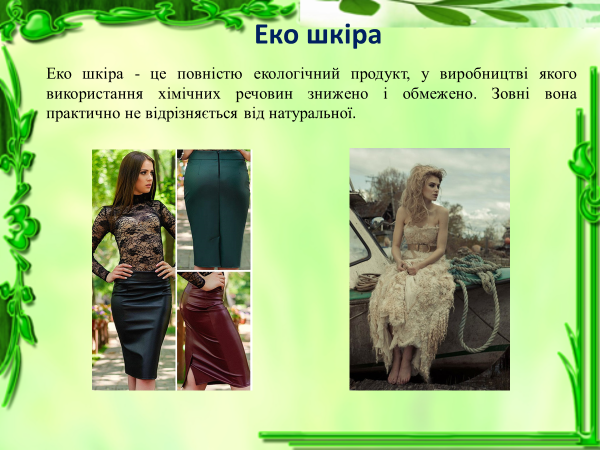 Еко шкіра
Еко шкіра - це повністю екологічний продукт, у виробництві якого
використання хімічних речовин знижено і обмежено. Зовні вона
практично не відрізняється від натуральної.